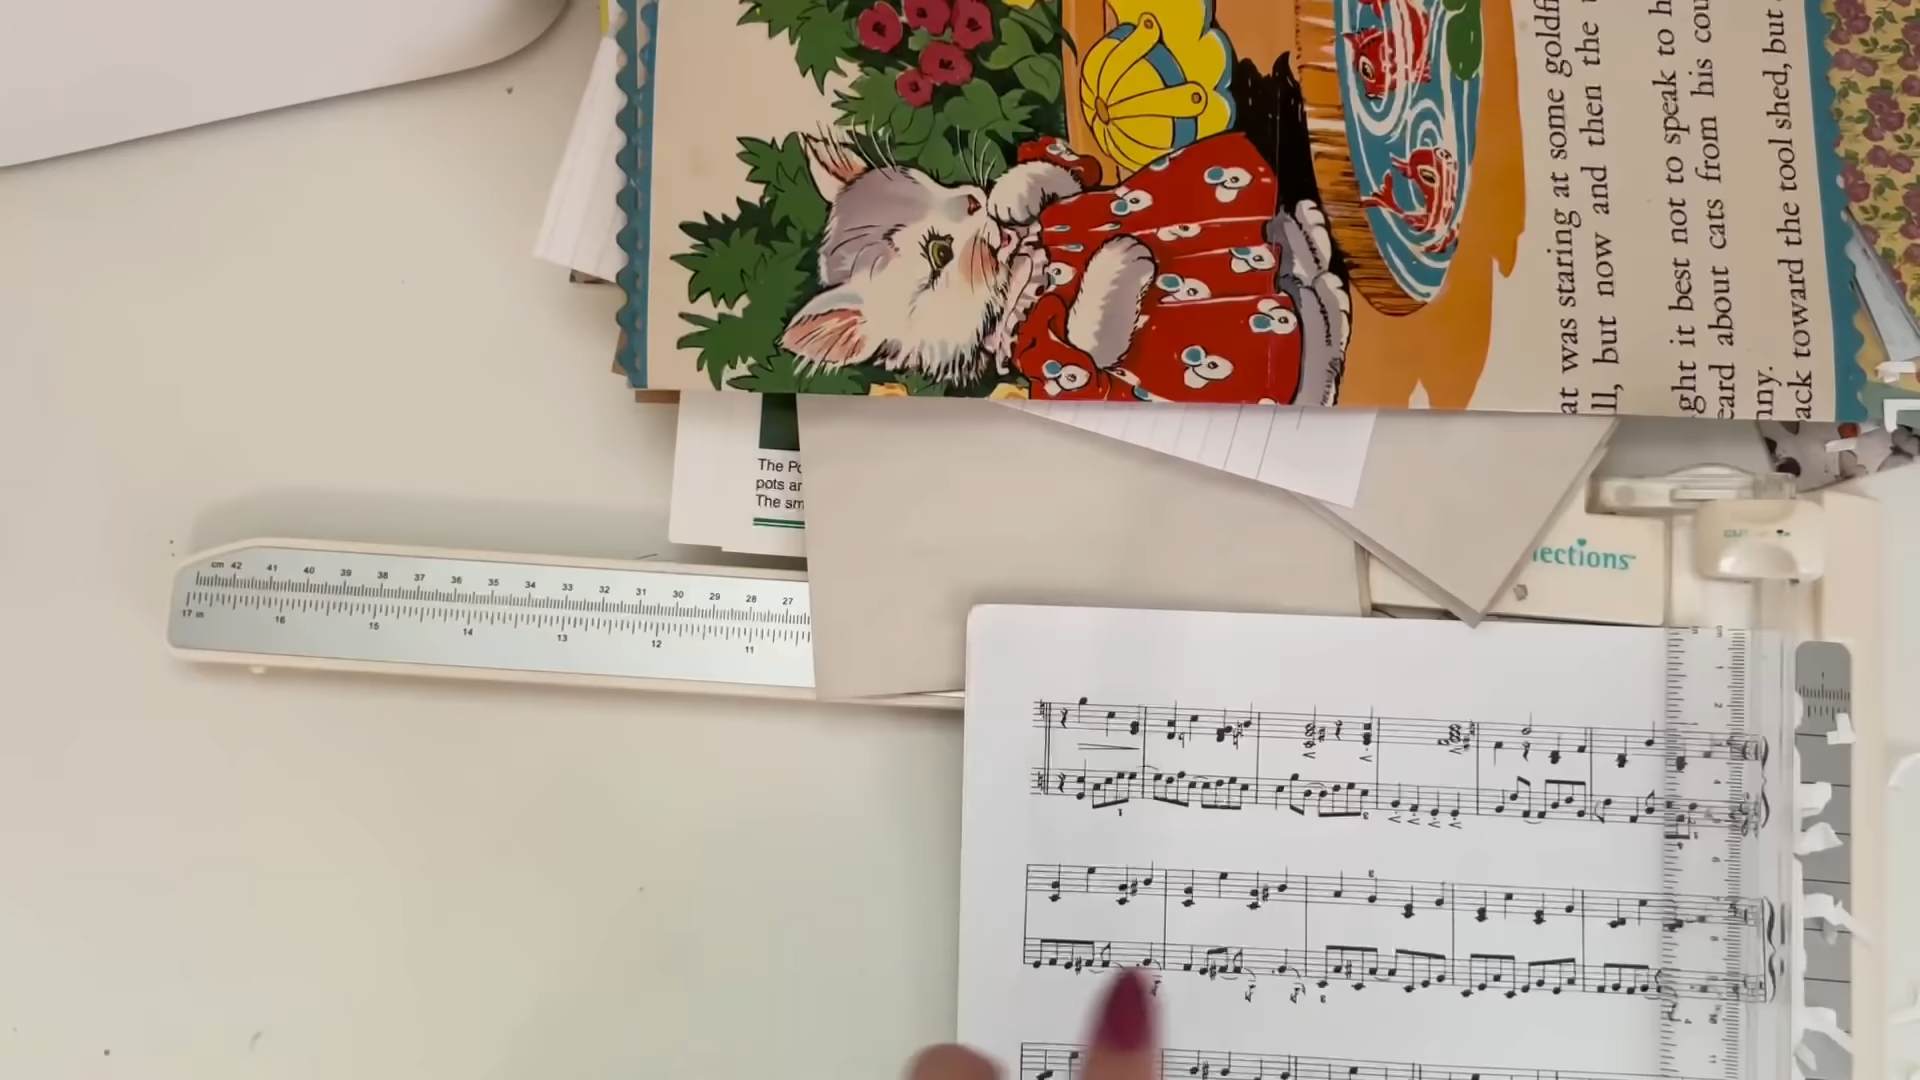 at was staring at some goldfi
ll, but now and then the
ght it best not to speak to h
eard about cats from his cou
nny.
ack toward the tool shed, but
The Po
pots ar
The sm
lections
cm 42 41 40 39 38 37 36 35 34 33 32 31 30 29 28 27
17 in 16 15 14 13 12 11